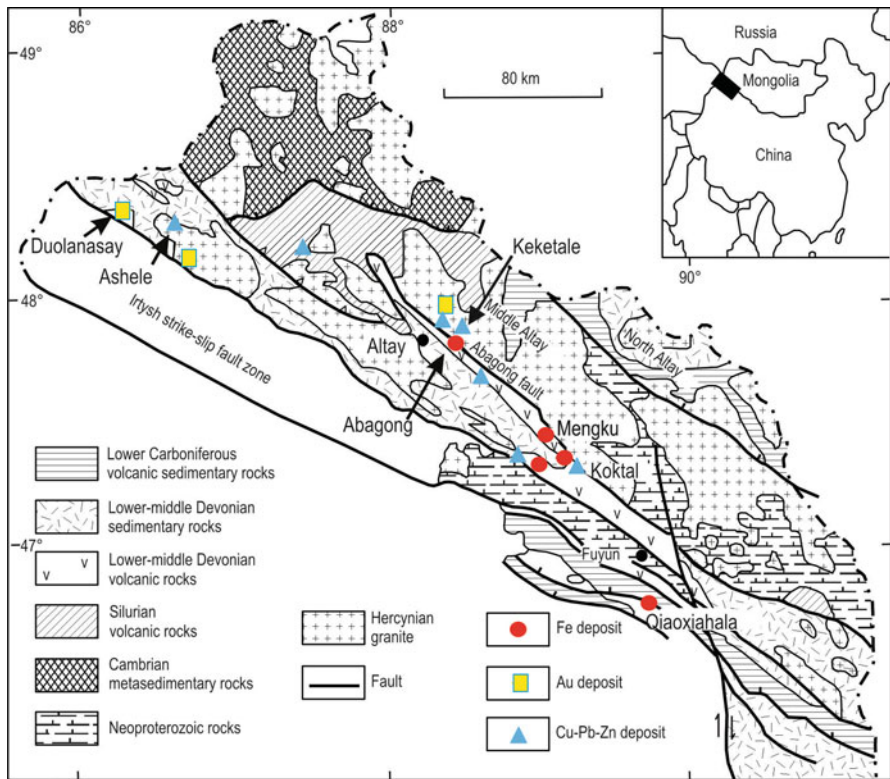 86°
88°
49°
80 km
Russia
Mongolia
China
90°
Duolanasay
Ashele
Keketale
48°
Irtysh strike-slip fault zone
Middle Altay
North Altay
Altay
Abagong fault
Abagong
Mengku
Koktal
47°
Fuyun
Qiaoxiahala
Lower Carboniferous
volcanic sedimentary rocks
Lower-middle Devonian
sedimentary rocks
v v
v
Lower-middle Devonian
volcanic rocks
Silurian
volcanic rocks
Cambrian
metasedimentary rocks
Neoproterozoic rocks
Hercynian
granite
Fault
Fe deposit
Au deposit
Cu-Pb-Zn deposit